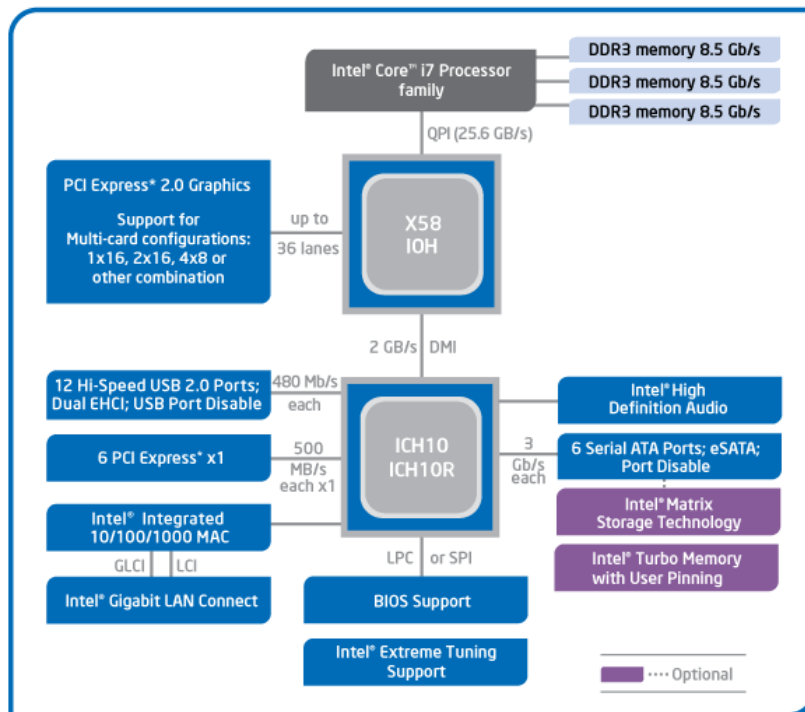 Intel® Core™ i7 Processor
family
DDR3 memory 8.5 Gb/s
DDR3 memory 8.5 Gb/s
DDR3 memory 8.5 Gb/s
QPI (25.6 GB/s)
PCI Express* 2.0 Graphics
Support for
Multi-card configurations:
1x16, 2x16, 4x8 or
other combination
up to
36 lanes
X58
IOH
2 GB/s DMI
12 Hi-Speed USB 2.0 Ports;
Dual EHCI; USB Port Disable
480 Mb/s
each
6 PCI Express* x1
500
MB/s
each x1
Intel® Integrated
10/100/1000 MAC
GLCI LCI
Intel® Gigabit LAN Connect
ICH10
ICH10R
Intel® High
Definition Audio
3
Gb/s
each
6 Serial ATA Ports; eSATA;
Port Disable
Intel® Matrix
Storage Technology
Intel® Turbo Memory
with User Pinning
LPC or SPI
BIOS Support
Intel® Extreme Tuning
Support
Optional